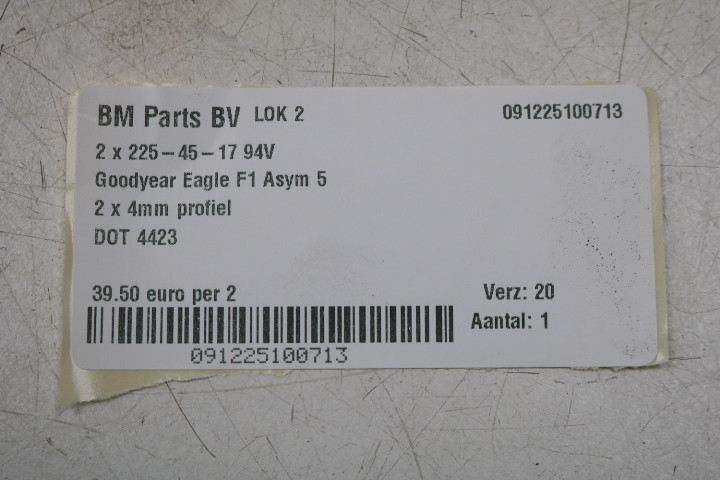 BM Parts BV LOK 2 091225100713
2 x 225-45-17 94V
Goodyear Eagle F1 Asym 5
2 x 4mm profiel
DOT 4423
39.50 euro per 2 Verz: 20
Aantal: 1
091225100713